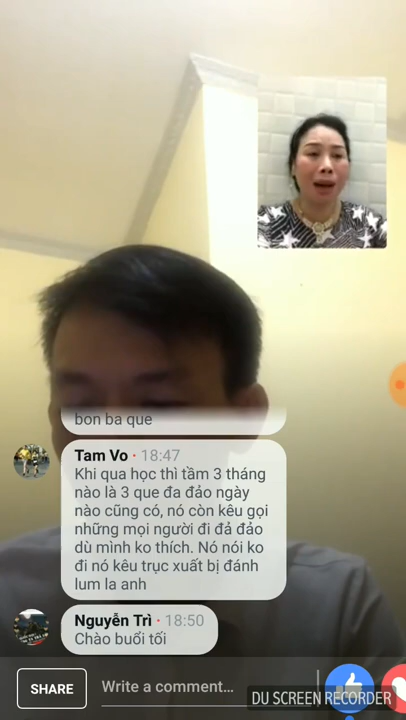 bon ba que
Tam Vo • 18:47
Khi qua học thì tầm 3 tháng
nào là 3 que đa đảo ngày
nào cũng có, nó còn kêu gọi
những mọi người đi đả đảo
dù mình ko thích. Nó nói ko
đi nó kêu trục xuất bị đánh
lum la anh
Nguyễn Trì • 18:50
Chào buổi tối
SHARE
Write a comment...
DU SCREEN RECORDER